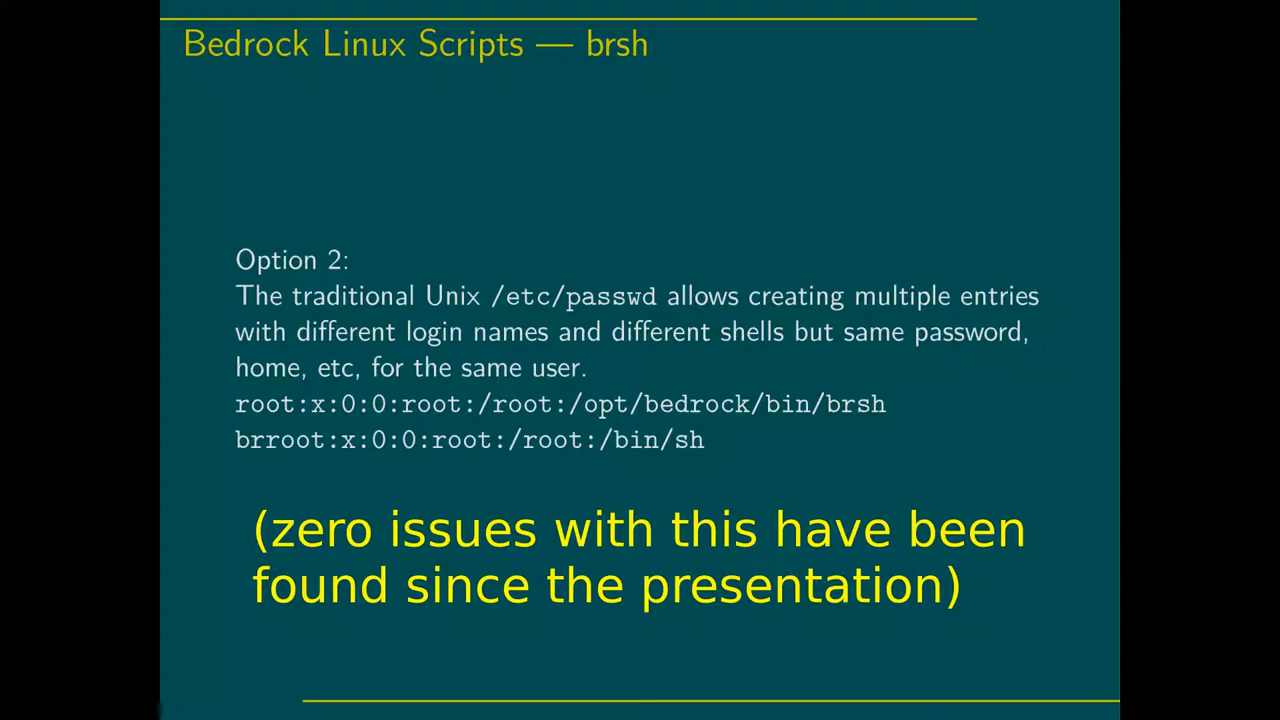 Bedrock Linux Scripts — brsh
Option 2:
The traditional Unix /etc/passwd allows creating multiple entries
with different login names and different shells but same password,
home, etc, for the same user.
root:x:0:0:root:/root:/opt/bedrock/bin/brsh
brroot:x:0:0:root:/root:/bin/sh
(zero issues with this have been
found since the presentation)